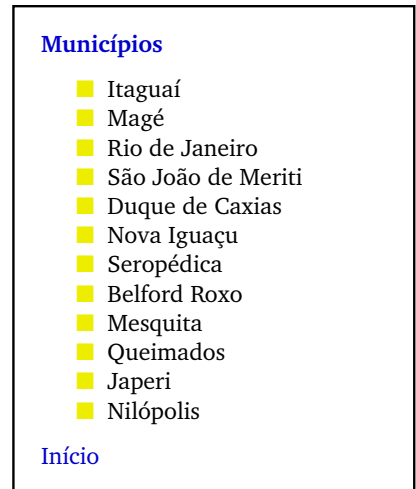 Municípios
Itaguaí
Magé
Rio de Janeiro
São João de Meriti
Duque de Caxias
Nova Iguaçu
Seropédica
Belford Roxo
Mesquita
Queimados
Japeri
Nilópolis
Início